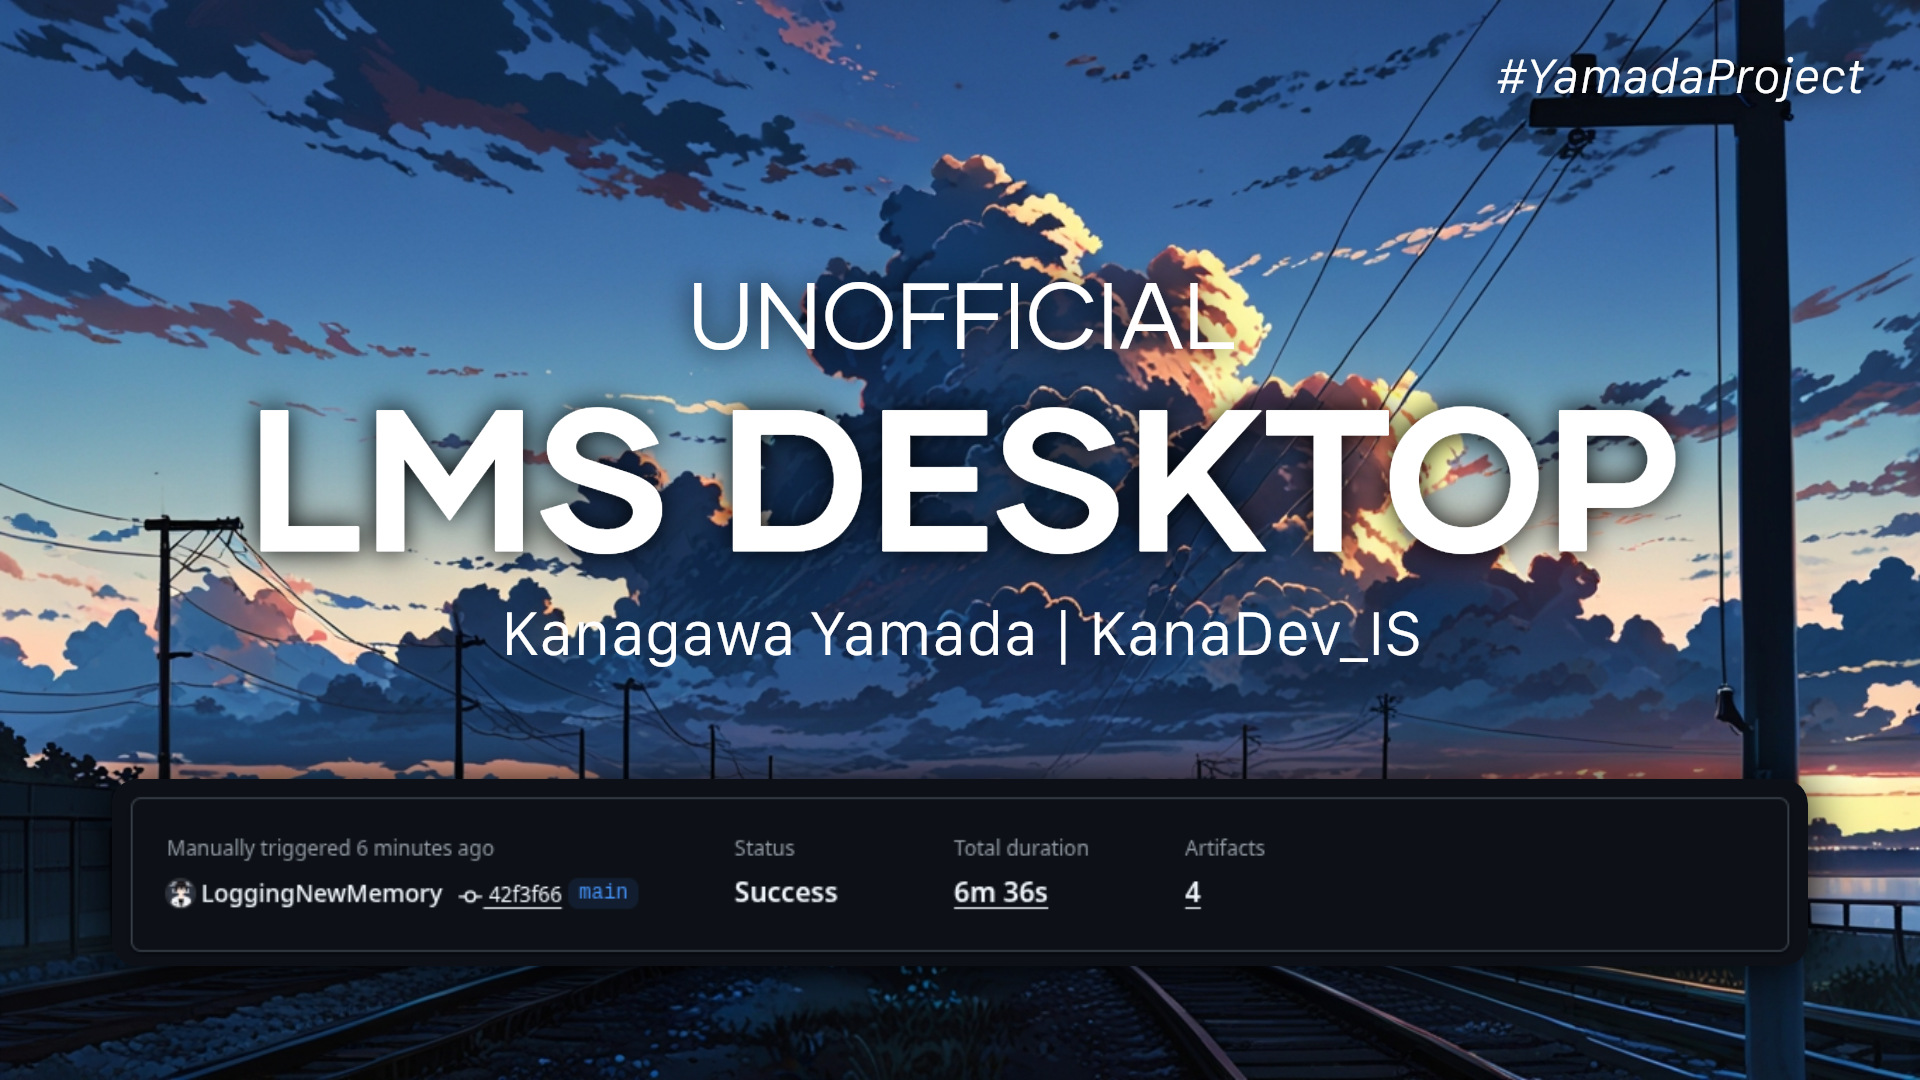 #YamadaProject
UNOFFICIAL
LMS DESKTOP
Kanagawa Yamada | KanaDev_IS
Manually triggered 6 minutes ago
LoggingNewMemory 42f3f66 main
Status
Success
Total duration
6m 36s
Artifacts
4